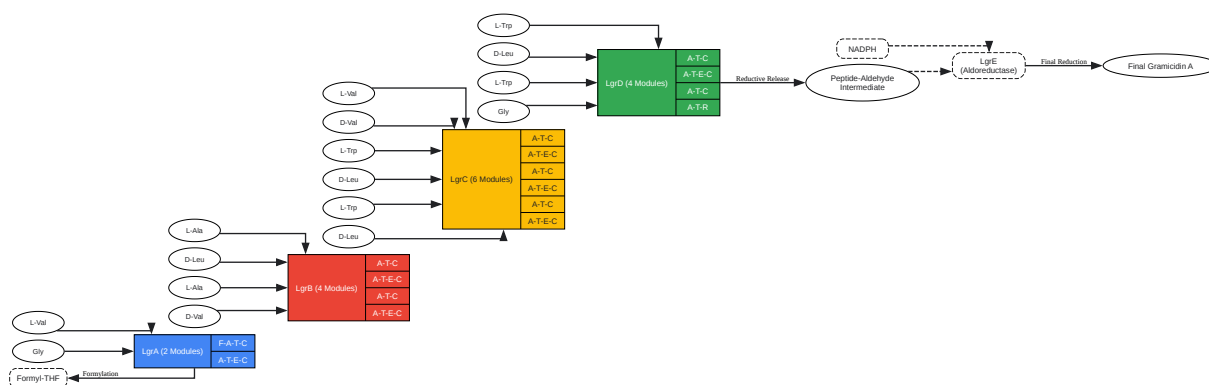 L-Trp
D-Leu
L-Trp
Gly
LgrD (4 Modules)
A-T-C
A-T-E-C
A-T-C
A-T-R
Reductive Release
NADPH
Peptide-Aldehyde
Intermediate
LgrE
(Aldoreductase)
Final Reduction
Final Gramicidin A
L-Val
D-Val
L-Trp
D-Leu
L-Trp
D-Leu
LgrC (6 Modules)
A-T-C
A-T-E-C
A-T-C
A-T-E-C
A-T-C
A-T-E-C
L-Ala
D-Leu
L-Ala
D-Val
LgrB (4 Modules)
A-T-C
A-T-E-C
A-T-C
A-T-E-C
L-Val
Gly
Formyl-THF
Formylation
LgrA (2 Modules)
F-A-T-C
A-T-E-C